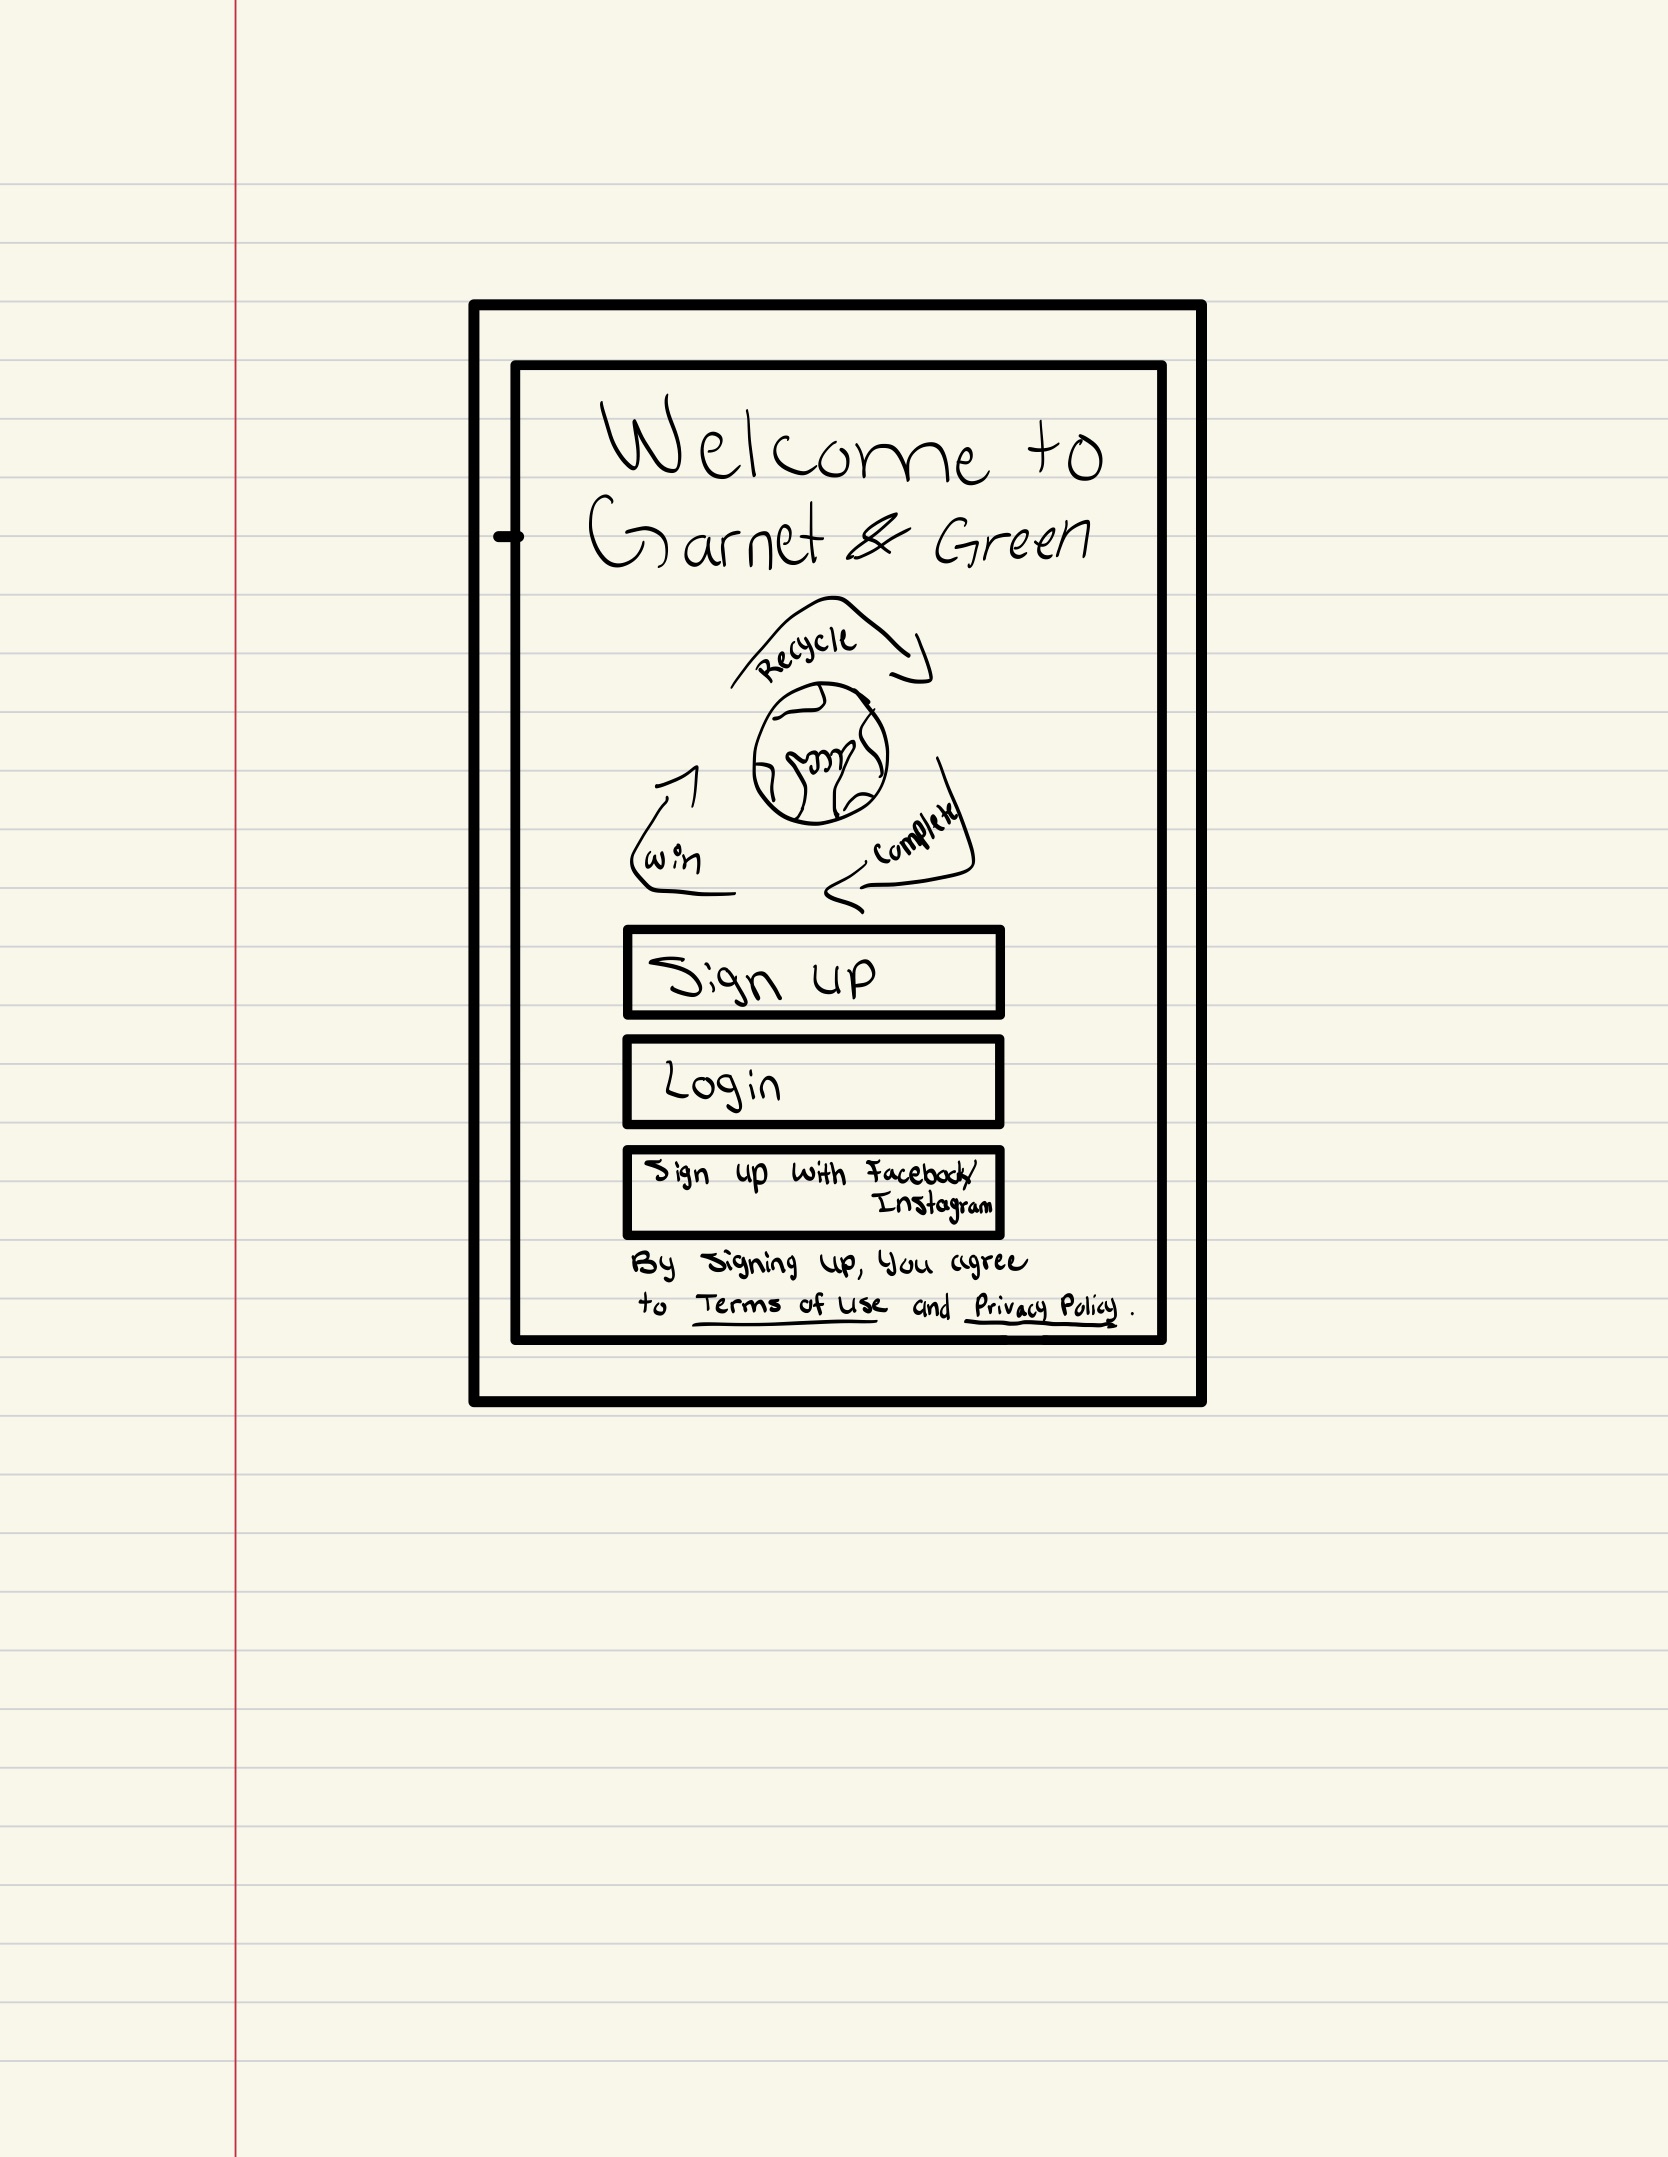 Welcome to
Garnet & Green
Recycle
Complete
Win
Sign up
Login
Sign up with Facebook/
Instagram
By signing up, you agree
to Terms of Use and Privacy Policy.